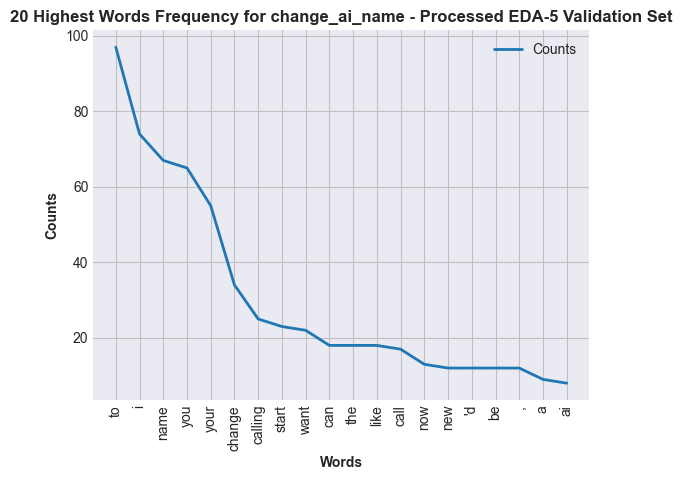 20 Highest Words Frequency for change_ai_name - Processed EDA-5 Validation Set
Counts
100
80
60
40
20
Counts
to
i
name
you
your
change
calling
start
want
can
the
like
call
now
new
'd
be
,
a
ai
Words